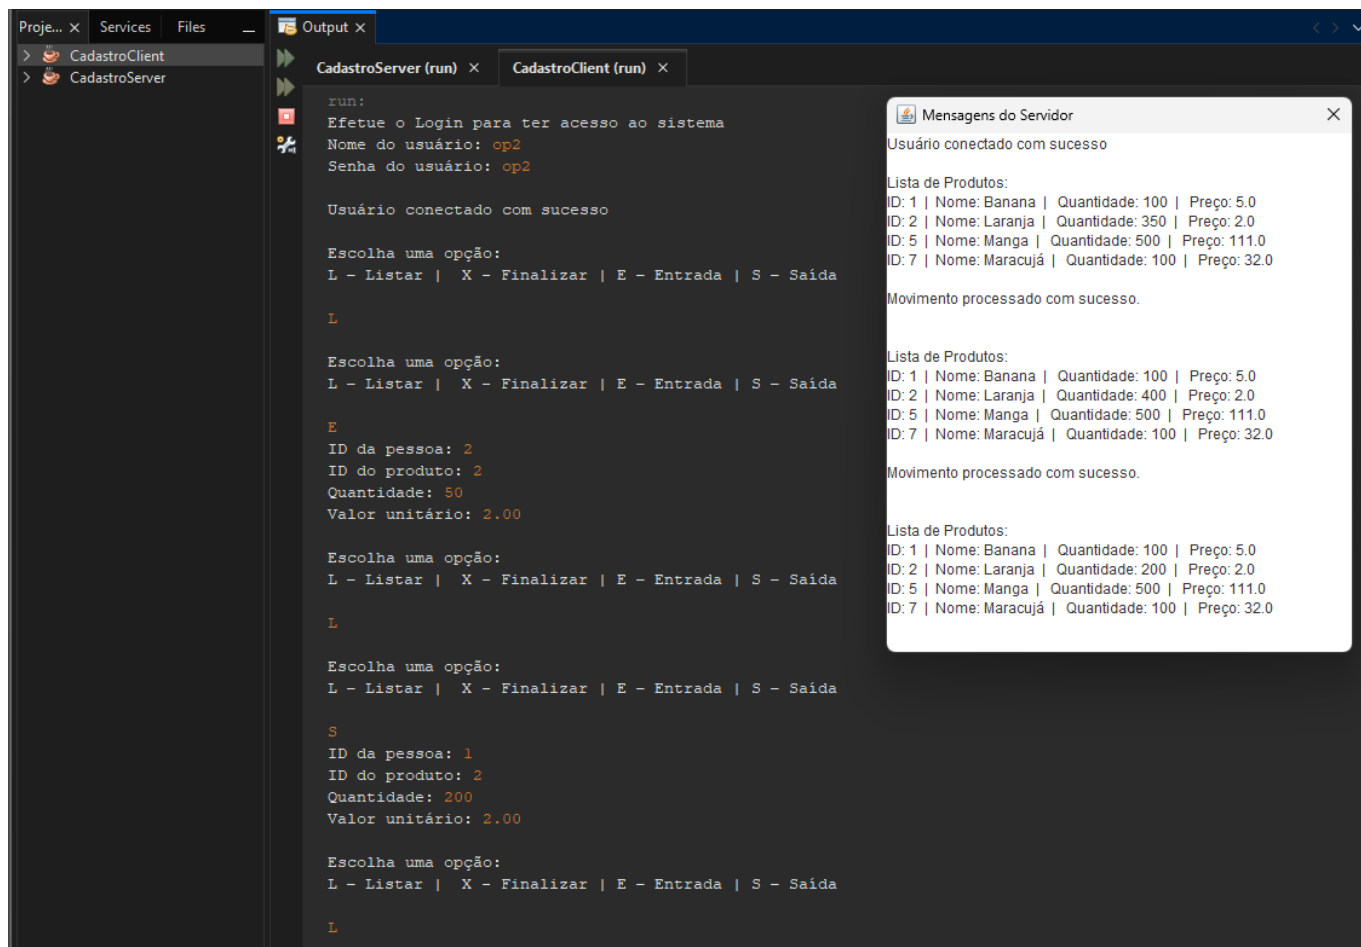 Proje... × Services Files
Output ×
CadastroClient
CadastroServer
CadastroServer (run) × CadastroClient (run) ×
run:
Efetue o Login para ter acesso ao sistema
Nome do usuário: op2
Senha do usuário: op2
Usuário conectado com sucesso
Escolha uma opção:
L – Listar | X – Finalizar | E – Entrada | S – Saída
L
Escolha uma opção:
L – Listar | X – Finalizar | E – Entrada | S – Saída
E
ID da pessoa: 2
ID do produto: 2
Quantidade: 50
Valor unitário: 2.00
Escolha uma opção:
L – Listar | X – Finalizar | E – Entrada | S – Saída
L
Escolha uma opção:
L – Listar | X – Finalizar | E – Entrada | S – Saída
S
ID da pessoa: 1
ID do produto: 2
Quantidade: 200
Valor unitário: 2.00
Escolha uma opção:
L – Listar | X – Finalizar | E – Entrada | S – Saída
L
Mensagens do Servidor
Usuário conectado com sucesso
Lista de Produtos:
ID: 1 | Nome: Banana | Quantidade: 100 | Preço: 5.0
ID: 2 | Nome: Laranja | Quantidade: 350 | Preço: 2.0
ID: 5 | Nome: Manga | Quantidade: 500 | Preço: 111.0
ID: 7 | Nome: Maracujá | Quantidade: 100 | Preço: 32.0
Movimento processado com sucesso.
Lista de Produtos:
ID: 1 | Nome: Banana | Quantidade: 100 | Preço: 5.0
ID: 2 | Nome: Laranja | Quantidade: 400 | Preço: 2.0
ID: 5 | Nome: Manga | Quantidade: 500 | Preço: 111.0
ID: 7 | Nome: Maracujá | Quantidade: 100 | Preço: 32.0
Movimento processado com sucesso.
Lista de Produtos:
ID: 1 | Nome: Banana | Quantidade: 100 | Preço: 5.0
ID: 2 | Nome: Laranja | Quantidade: 200 | Preço: 2.0
ID: 5 | Nome: Manga | Quantidade: 500 | Preço: 111.0
ID: 7 | Nome: Maracujá | Quantidade: 100 | Preço: 32.0